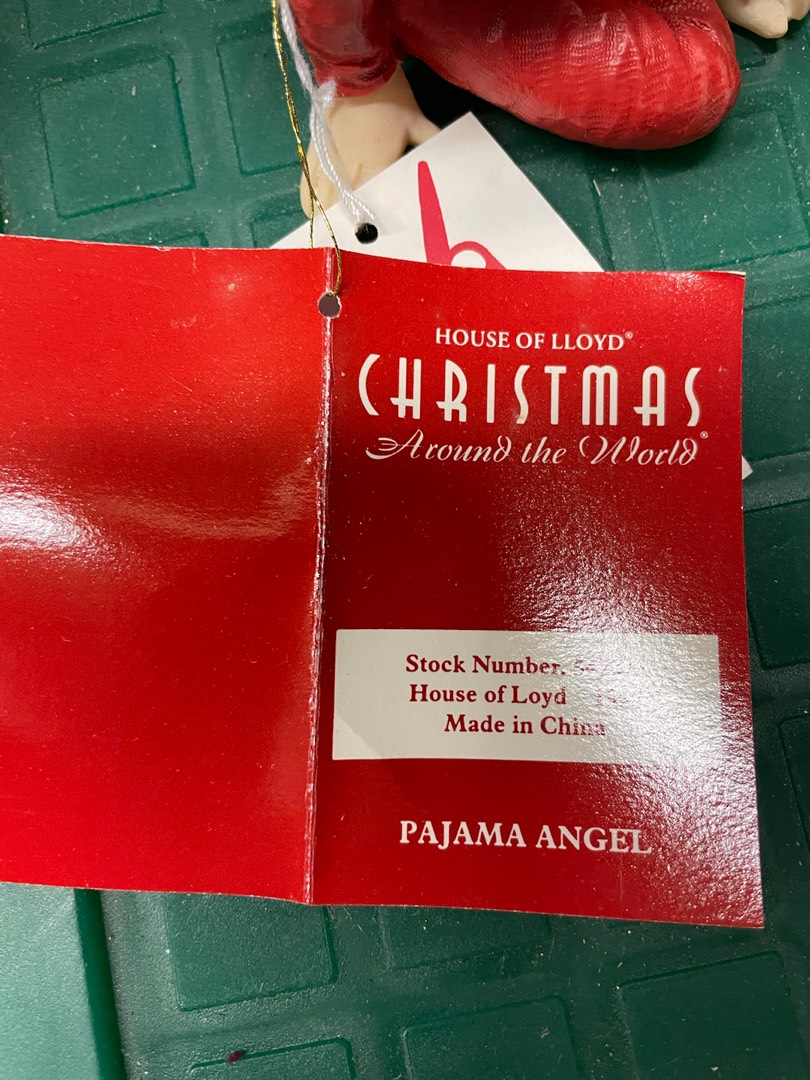 HOUSE OF LLOYD®
CHRISTMAS
Around the World®
Stock Number.
House of Loyd
Made in China
PAJAMA ANGEL